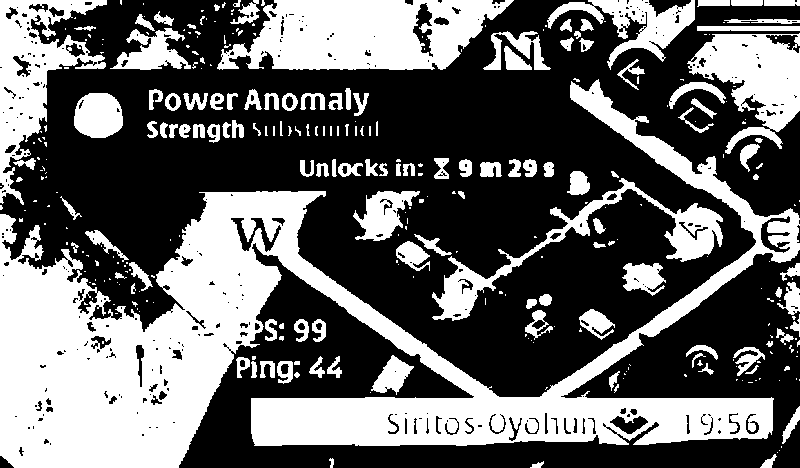 N
Power Anomaly
Strength Substantial
Unlocks in: 9 m 29 s
W
E
FPS: 99
Ping: 44
Siritos-Oyohun 19:56